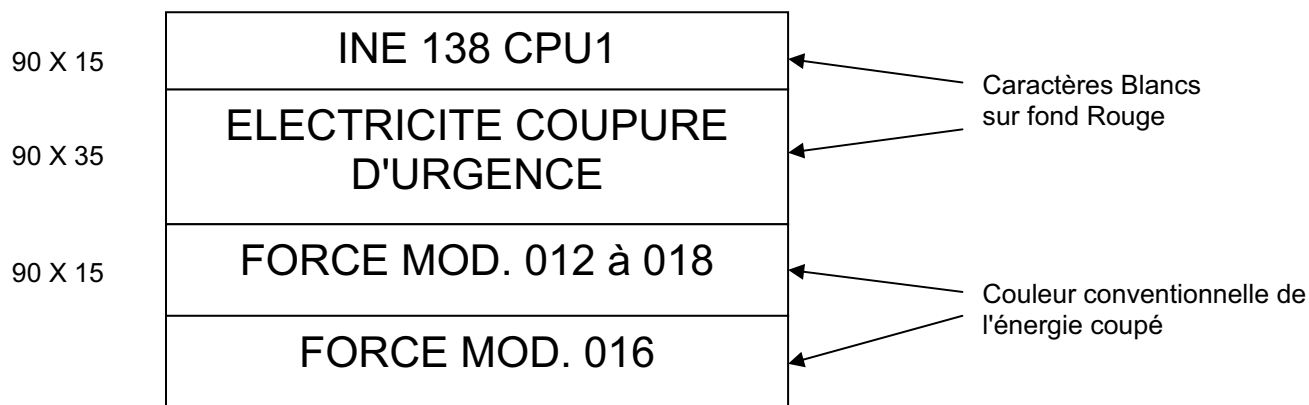 90 X 15
INE 138 CPU1
Caractères Blancs
sur fond Rouge
90 X 35
ELECTRICITE COUPURE
D'URGENCE
90 X 15
FORCE MOD. 012 à 018
Couleur conventionnelle de
l'énergie coupé
FORCE MOD. 016